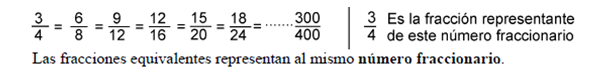 3/4 = 6/8 = 9/12 = 12/16 = 15/20 = 18/24 = ······· 300/400 | 3/4 Es la fracción representante de este número fraccionario
Las fracciones equivalentes representan al mismo número fraccionario.